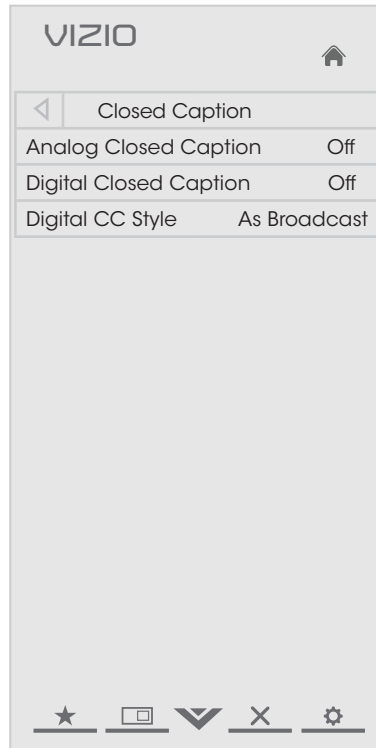 VIZIO
Closed Caption
Analog Closed Caption Off
Digital Closed Caption Off
Digital CC Style As Broadcast